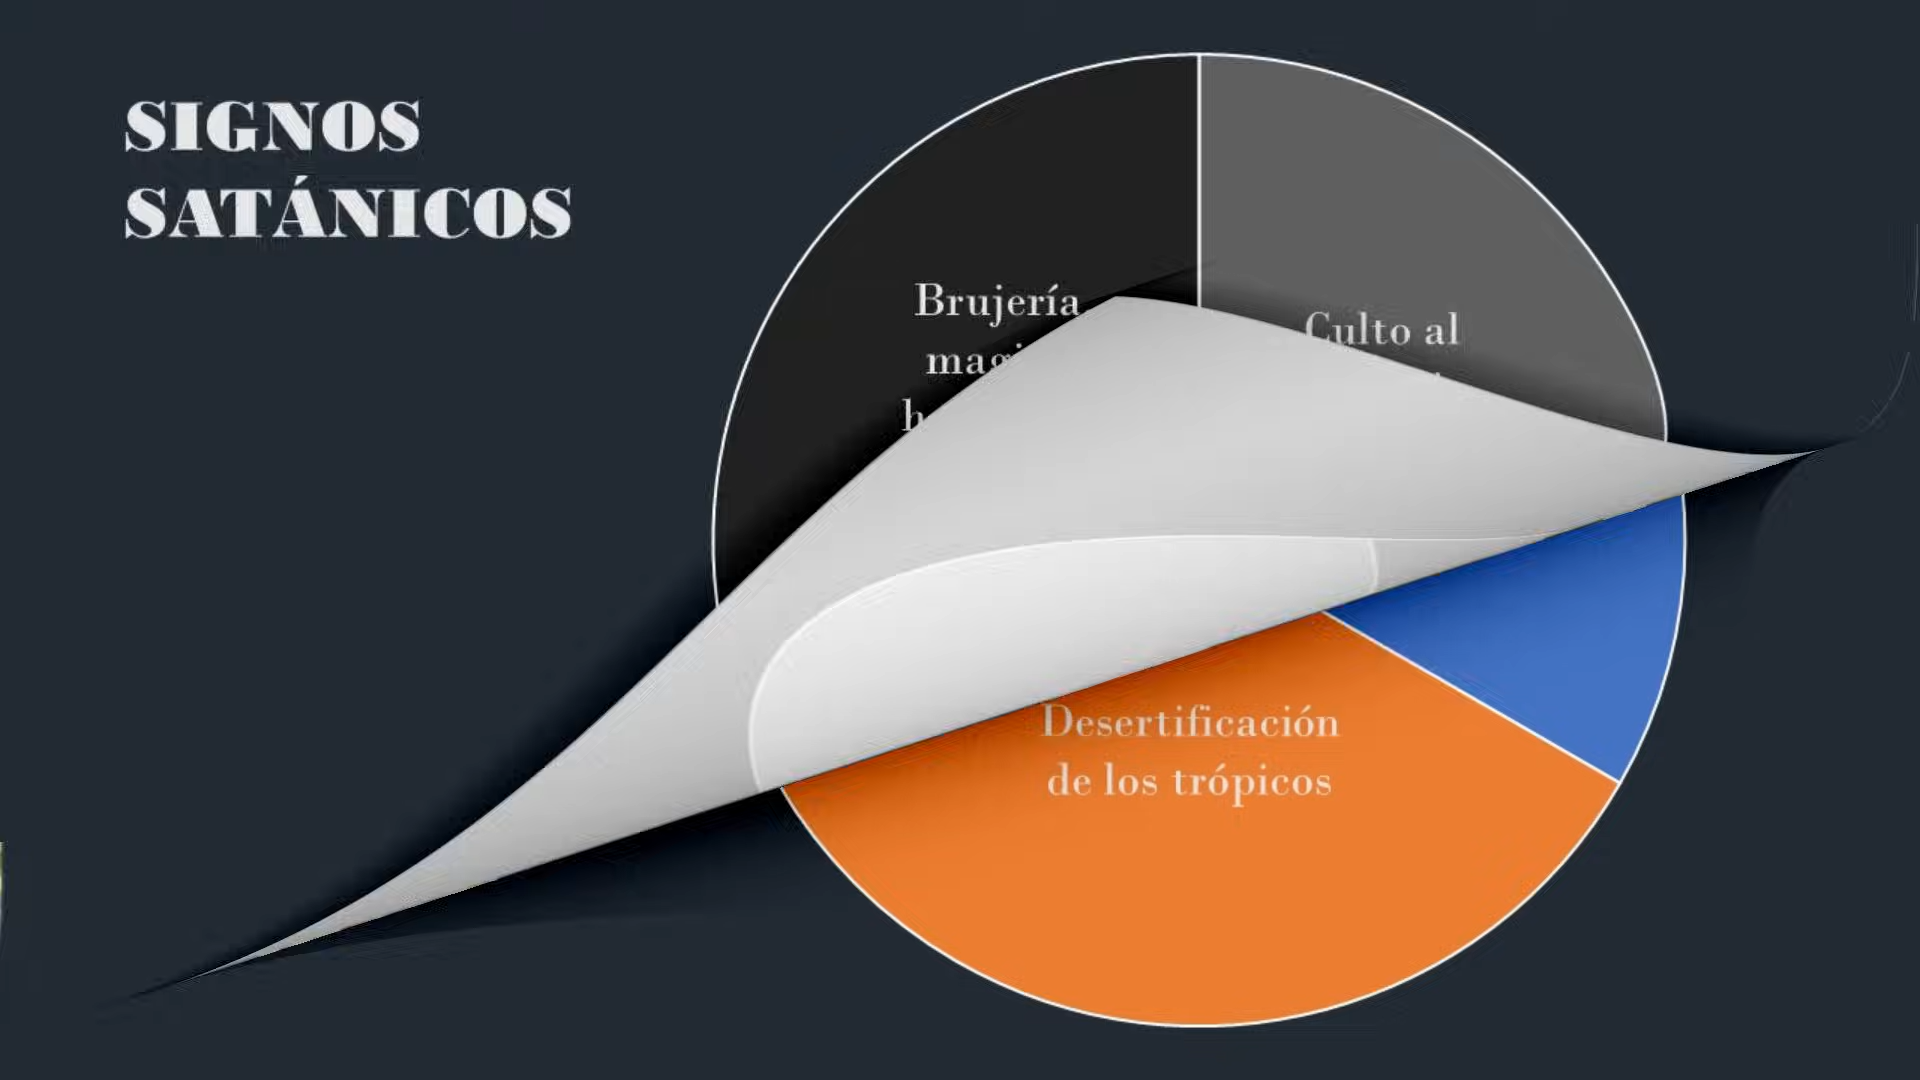 SIGNOS
SATÁNICOS
Brujería
Culto al
Desertificación
de los trópicos